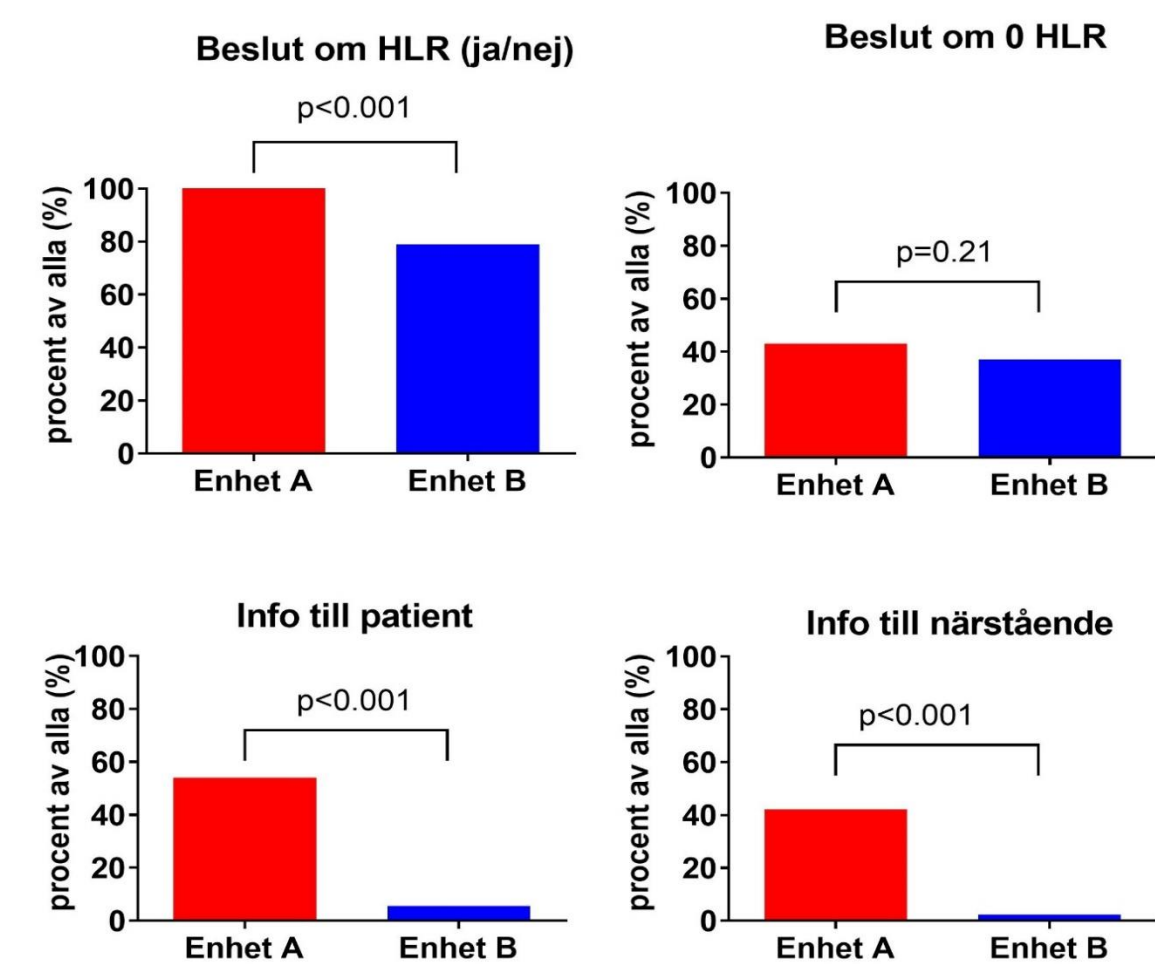 Beslut om HLR (ja/nej)
p<0.001
procent av alla (%)
100
80
60
40
20
0
Enhet A
Enhet B
Beslut om 0 HLR
p=0.21
procent av alla (%)
100
80
60
40
20
0
Enhet A
Enhet B
Info till patient
p<0.001
procent av alla (%)
100
80
60
40
20
0
Enhet A
Enhet B
Info till närstående
p<0.001
procent av alla (%)
100
80
60
40
20
0
Enhet A
Enhet B